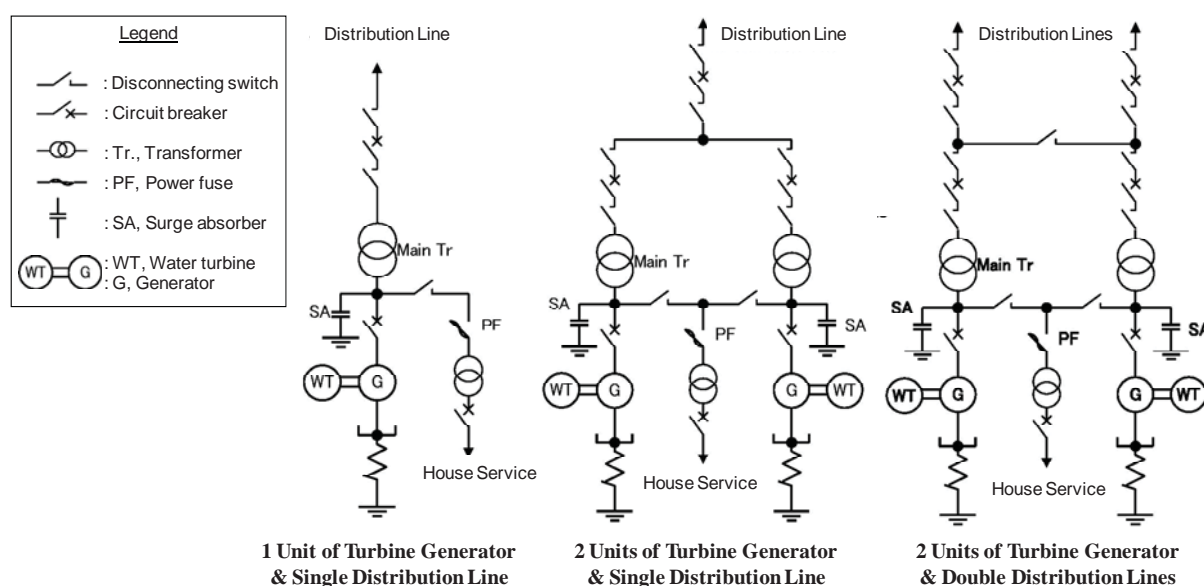 Legend
: Disconnecting switch
: Circuit breaker
: Tr., Transformer
: PF, Power fuse
: SA, Surge absorber
WT G : WT, Water turbine
: G, Generator
Distribution Line
Main Tr
SA
PF
WT G
House Service
1 Unit of Turbine Generator
& Single Distribution Line
Distribution Line
Main Tr
SA PF SA
WT G G WT
House Service
2 Units of Turbine Generator
& Single Distribution Line
Distribution Lines
Main Tr
SA PF SA
WT G G WT
House Service
2 Units of Turbine Generator
& Double Distribution Lines